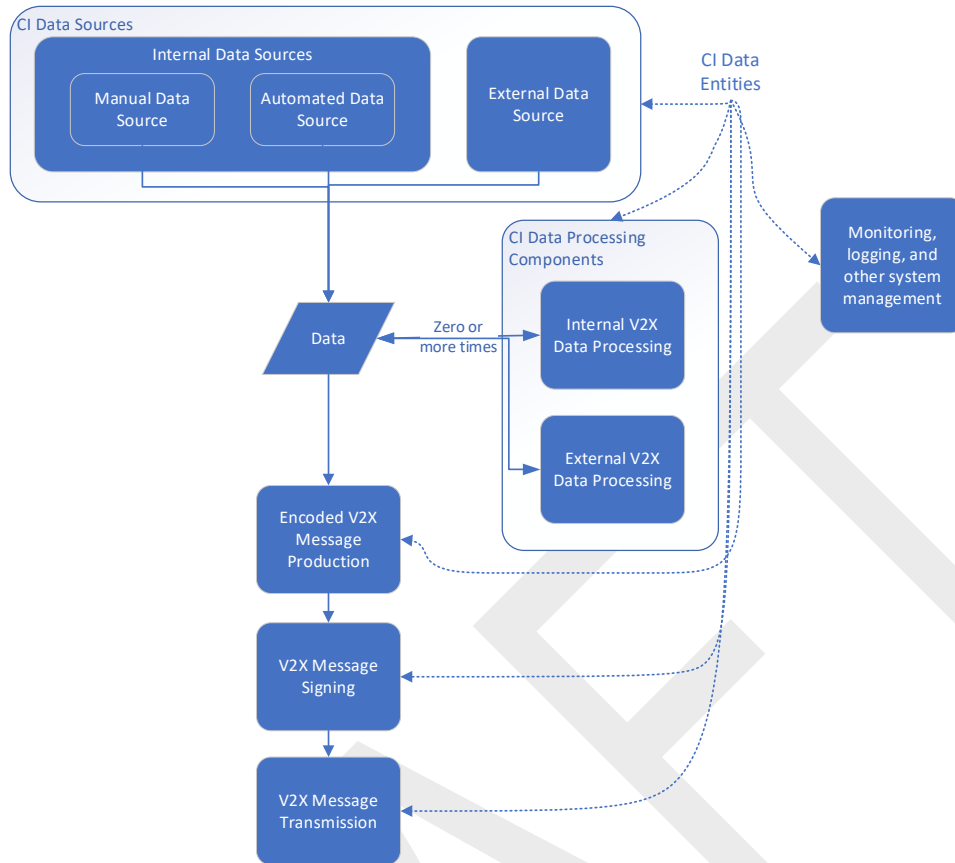 CI Data Sources
Internal Data Sources
Manual Data
Source
Automated Data
Source
External Data
Source
CI Data
Entities
Monitoring,
logging, and
other system
management
CI Data Processing
Components
Internal V2X
Data Processing
External V2X
Data Processing
Data
Zero or
more times
Encoded V2X
Message
Production
V2X Message
Signing
V2X Message
Transmission